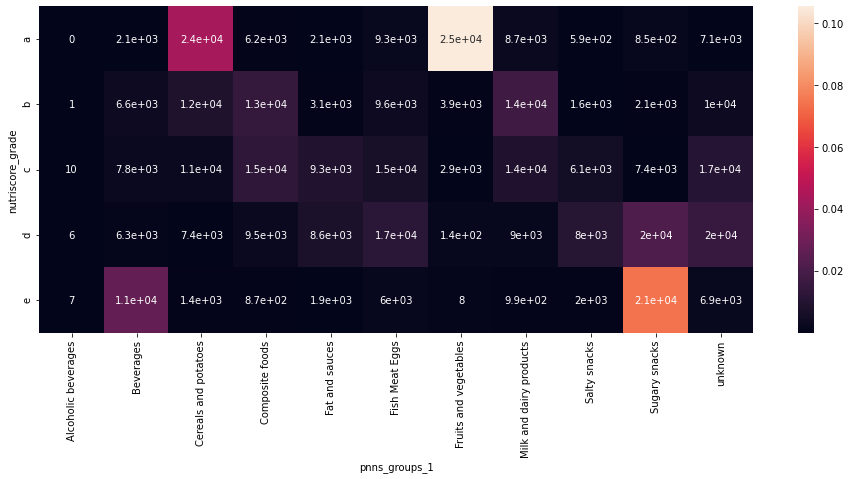 a 0 2.1e+03 2.4e+04 6.2e+03 2.1e+03 9.3e+03 2.5e+04 8.7e+03 5.9e+02 8.5e+02 7.1e+03
b 1 6.6e+03 1.2e+04 1.3e+04 3.1e+03 9.6e+03 3.9e+03 1.4e+04 1.6e+03 2.1e+03 1e+04
c 10 7.8e+03 1.1e+04 1.5e+04 9.3e+03 1.5e+04 2.9e+03 1.4e+04 6.1e+03 7.4e+03 1.7e+04
d 6 6.3e+03 7.4e+03 9.5e+03 8.6e+03 1.7e+04 1.4e+02 9e+03 8e+03 2e+04 2e+04
e 7 1.1e+04 1.4e+03 8.7e+02 1.9e+03 6e+03 8 9.9e+02 2e+03 2.1e+04 6.9e+03
nutriscore_grade
Alcoholic beverages
Beverages
Cereals and potatoes
Composite foods
Fat and sauces
Fish Meat Eggs
Fruits and vegetables
Milk and dairy products
Salty snacks
Sugary snacks
unknown
pnns_groups_1
0.10
0.08
0.06
0.04
0.02